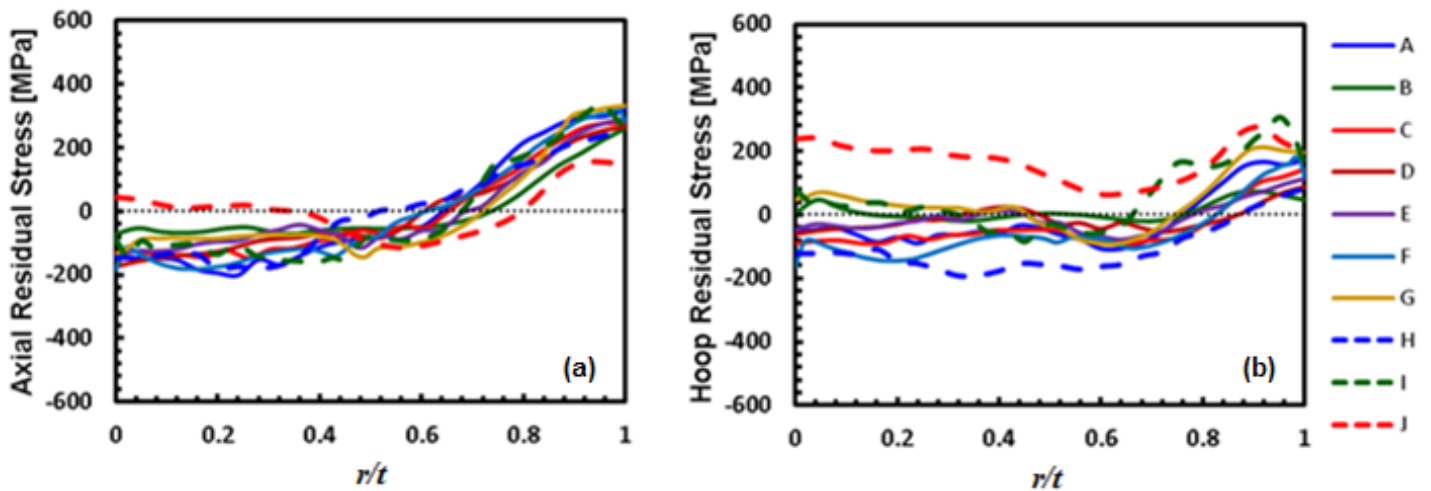 Axial Residual Stress [MPa]
600
400
200
0
-200
-400
-600
0 0.2 0.4 0.6 0.8 1
r/t
(a)
Hoop Residual Stress [MPa]
600
400
200
0
-200
-400
-600
0 0.2 0.4 0.6 0.8 1
r/t
(b)
A
B
C
D
E
F
G
H
I
J